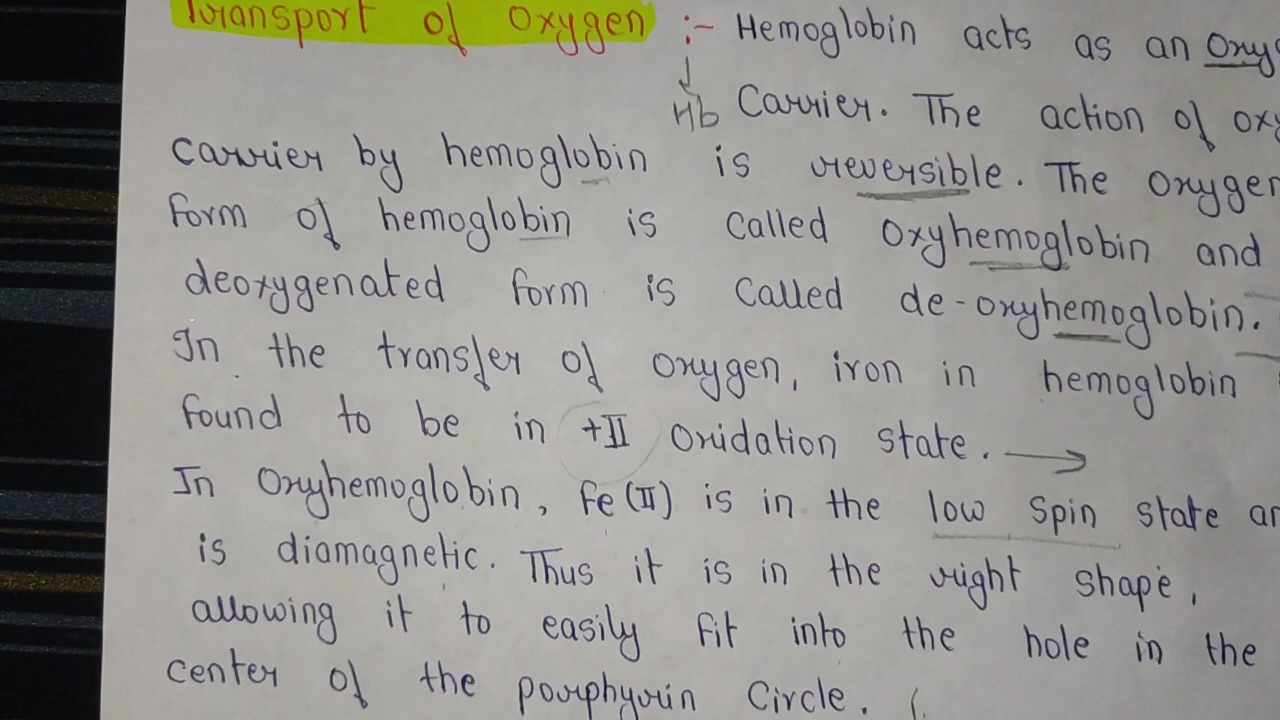 Transport of Oxygen :- Hemoglobin acts as an
↓
Hb Carrier. The action of
carrier by hemoglobin is reversible. The
form of hemoglobin is called oxyhemoglobin and
deoxygenated form is called de-oxyhemoglobin.
In the transfer of oxygen, iron in hemoglobin
found to be in +II oxidation state. →
In Oxyhemoglobin, Fe(II) is in the low spin state
is diamagnetic. Thus it is in the right shape,
allowing it to easily fit into the hole in the
center of the porphyrin Circle.